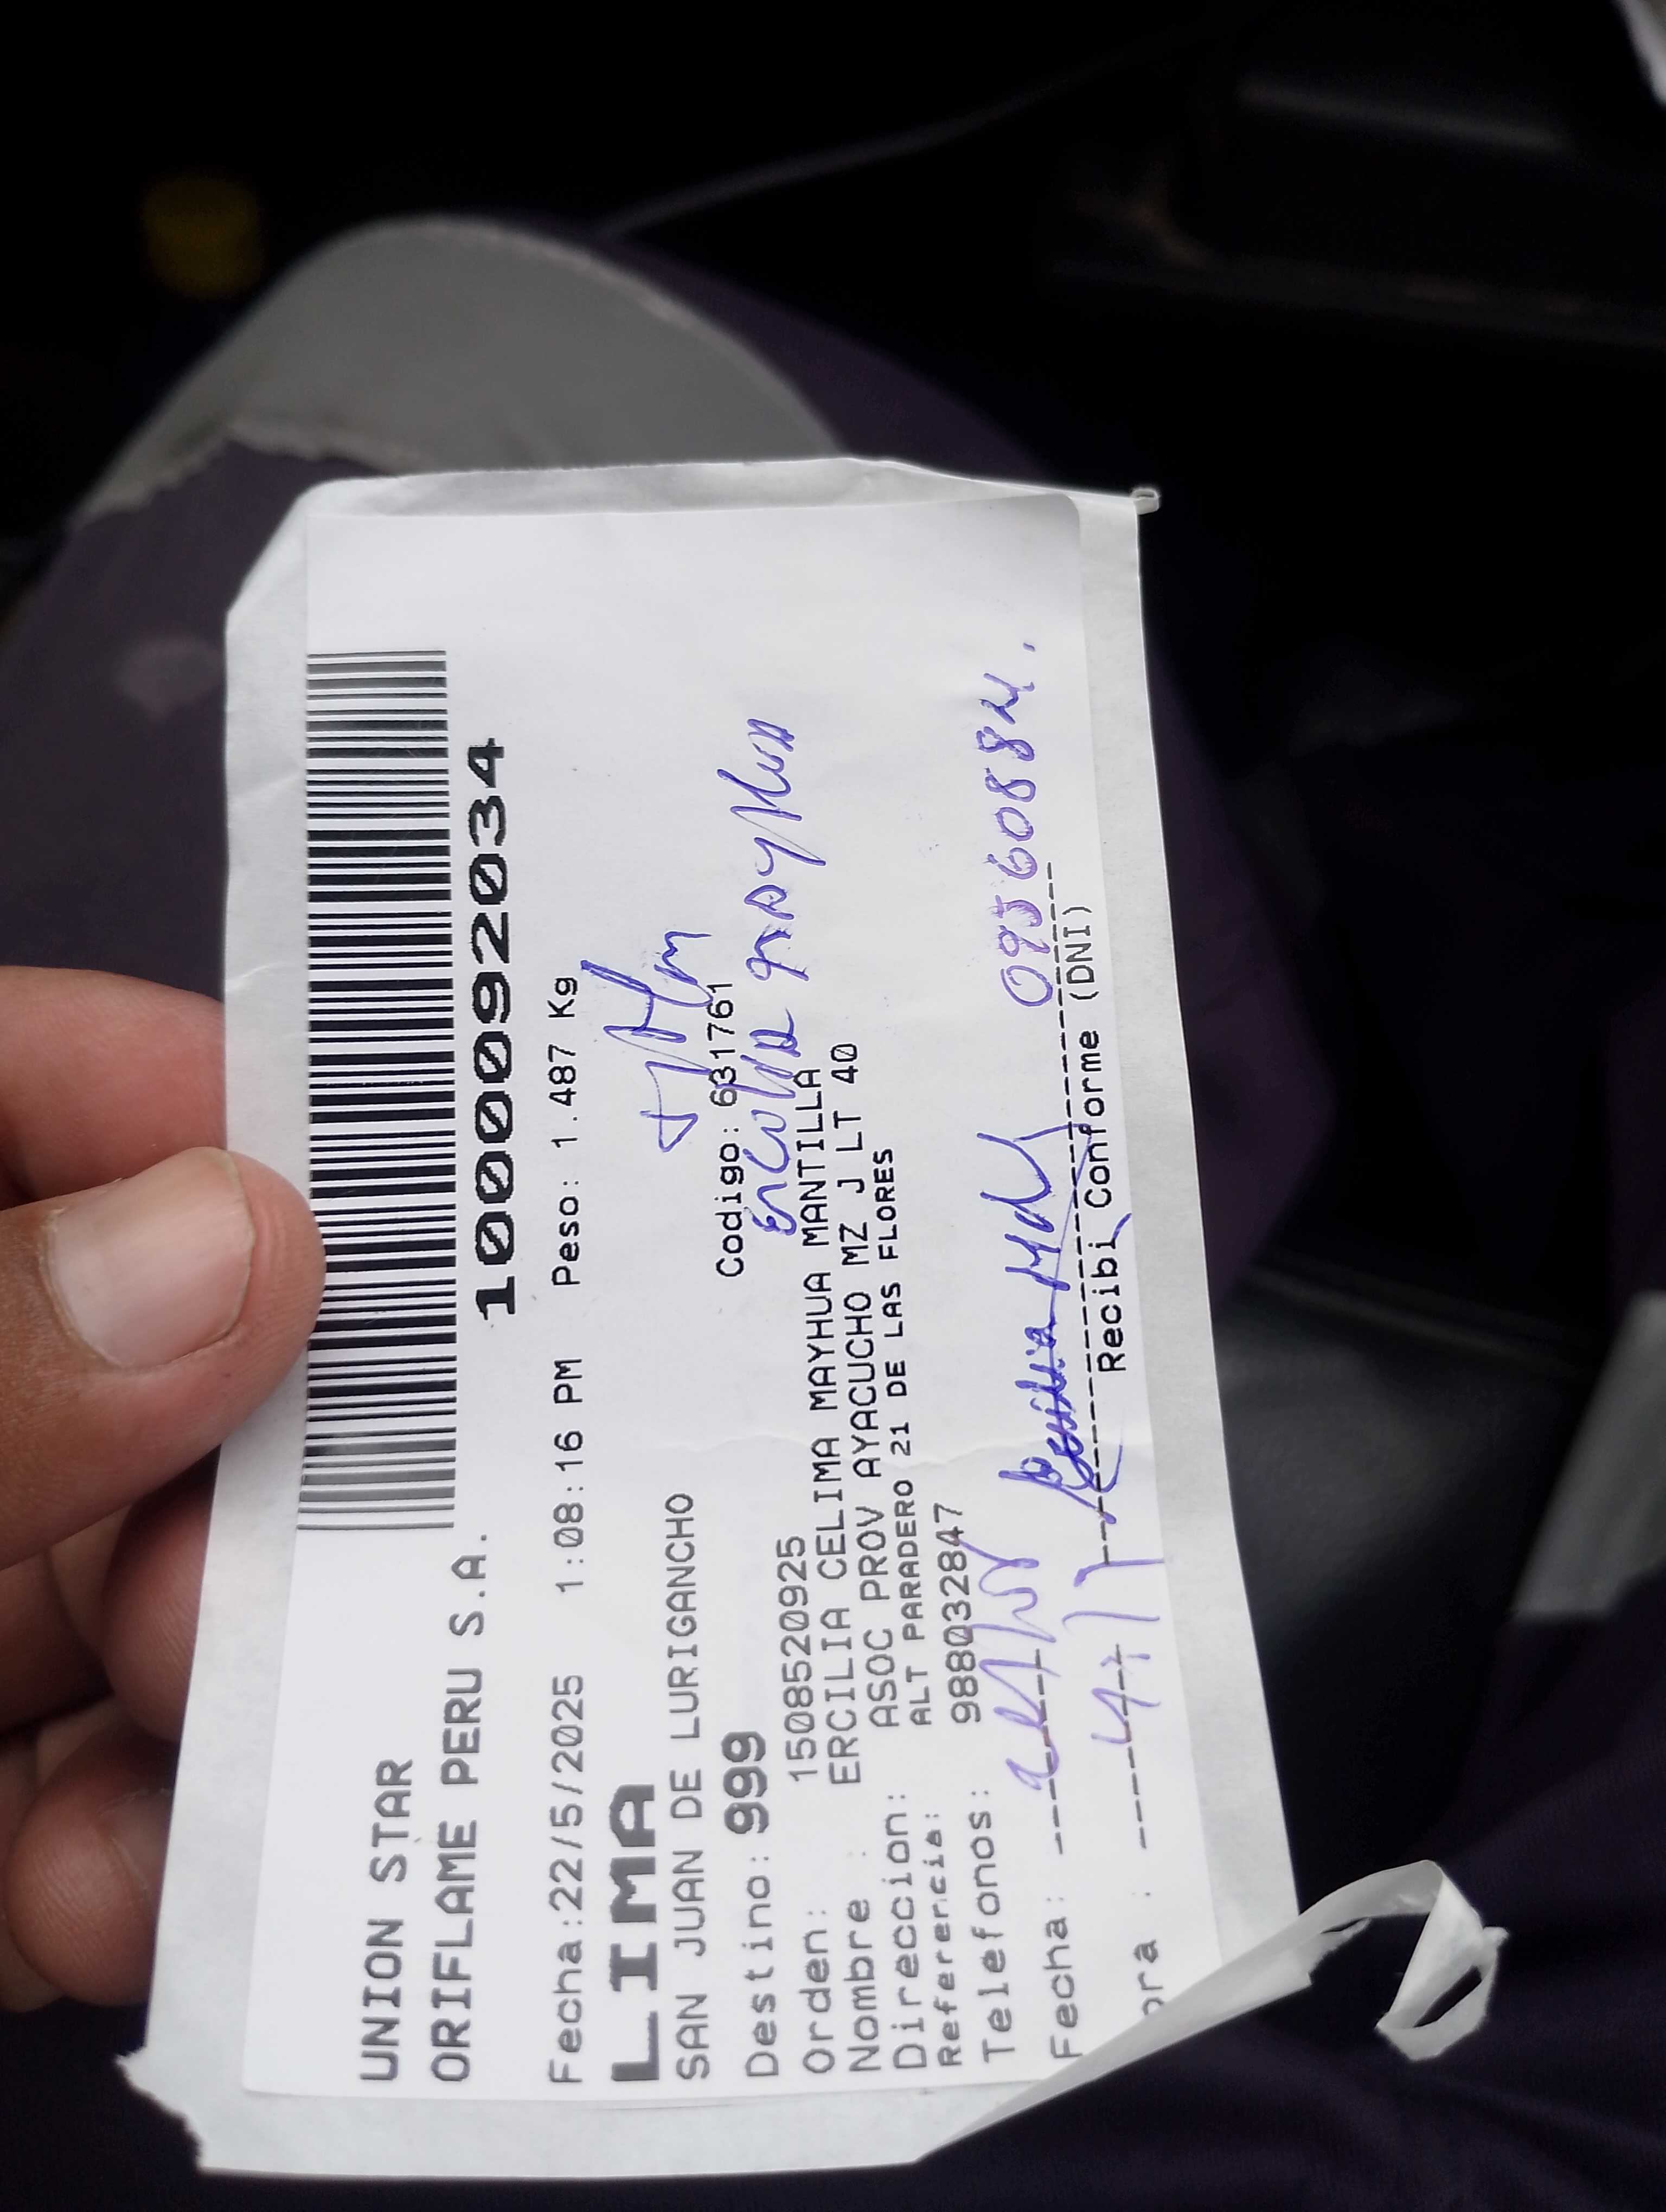 UNION STAR
ORIFLAME PERU S.A.
1000092034
Fecha:22/5/2025 1:08:16 PM Peso: 1.487 Kg
LIMA
SAN JUAN DE LURIGANCHO
Destino: 999 Codigo: 631761
Orden: 1508520925
Nombre : ERCILIA CELIMA MAYHUA MANTILLA
Direccion: ASOC PROV AYACUCHO MZ J LT 40
Referencia: ALT PARADERO 21 DE LAS FLORES
Telefonos: 988032847
Fecha:
09560884.
ora :
Recibi Conforme (DNI)